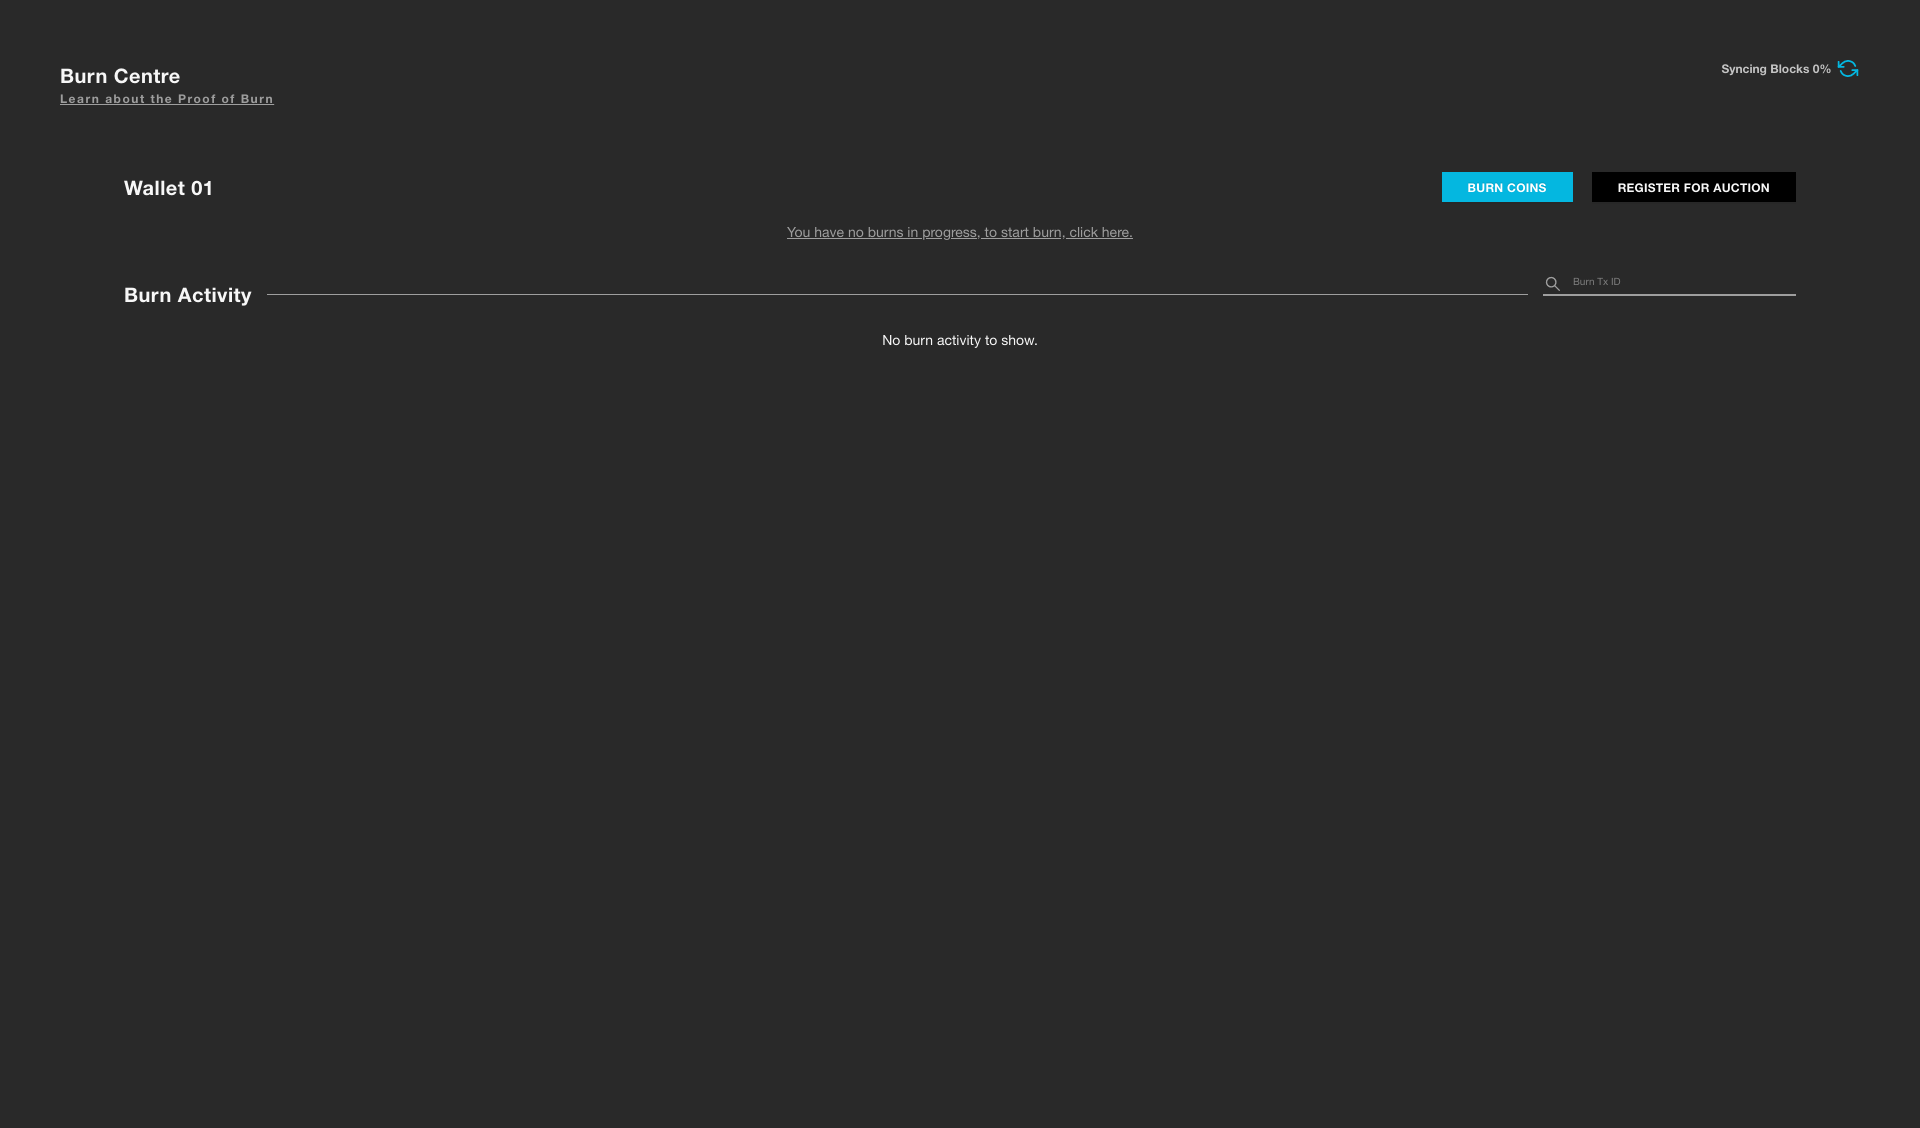 Burn Centre
Syncing Blocks 0%
Learn about the Proof of Burn
Wallet 01
BURN COINS
REGISTER FOR AUCTION
You have no burns in progress, to start burn, click here.
Burn Activity
Burn Tx ID
No burn activity to show.